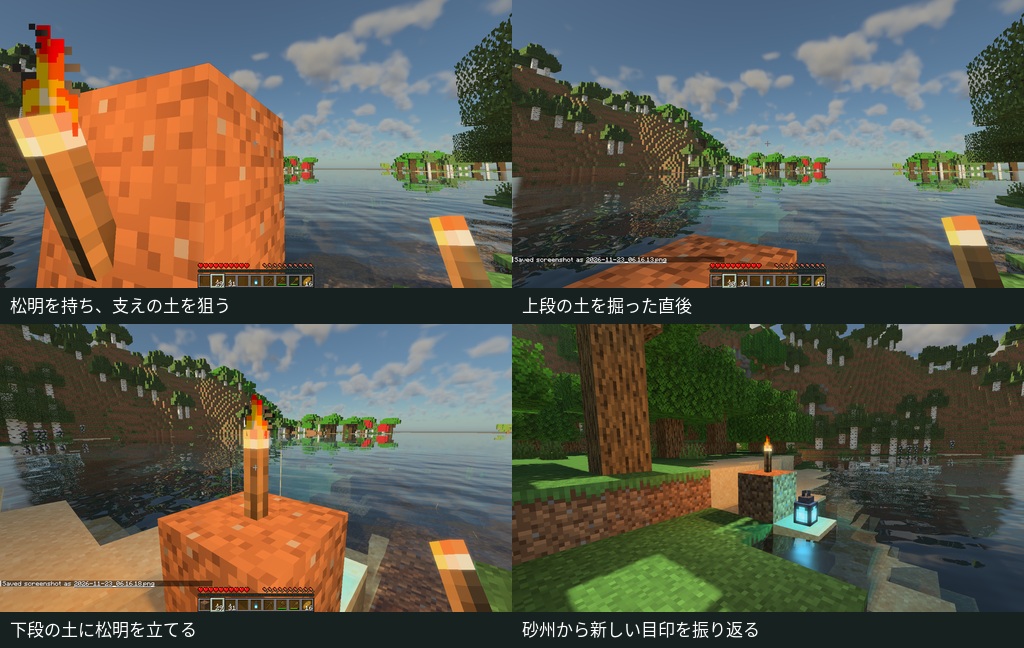 松明を持ち、支えの土を狙う
Saved screenshot as 2026-11-23_06.16.13.png
上段の土を掘った直後
Saved screenshot as 2026-11-23_06.16.18.png
下段の土に松明を立てる
砂州から新しい目印を振り返る